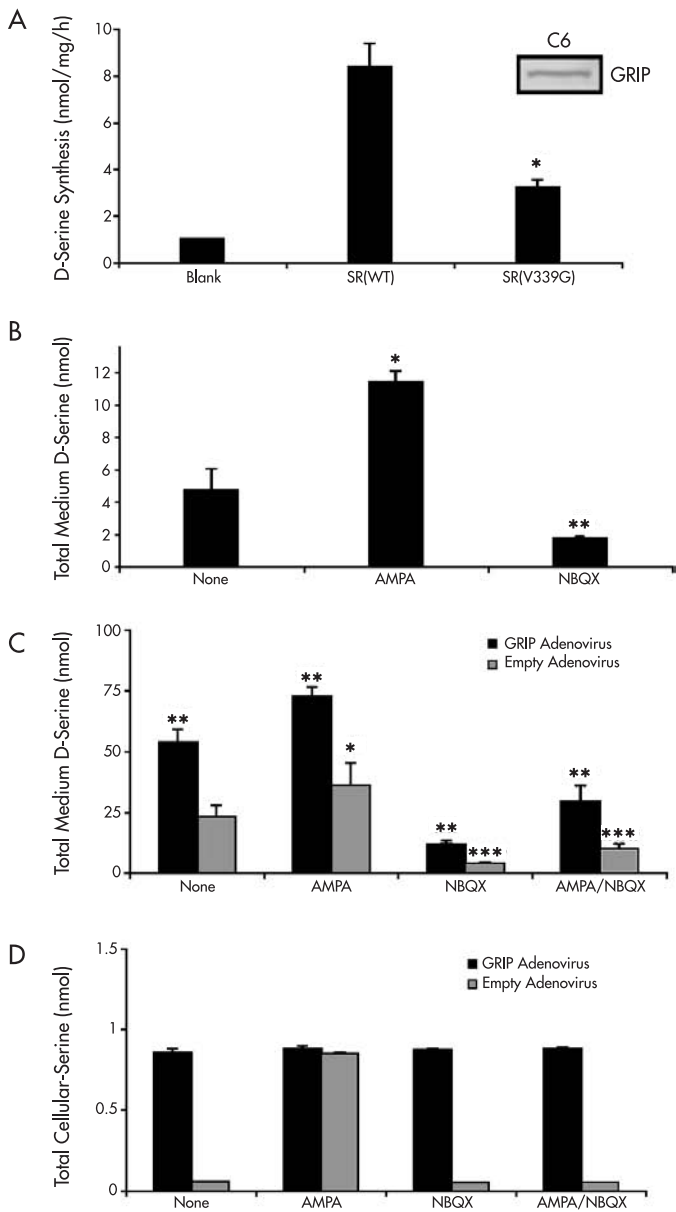 A
D-Serine Synthesis (nmol/mg/h)
10
8
6
4
2
0
C6
GRIP
*
Blank
SR(WT)
SR(V339G)
B
Total Medium D-Serine (nmol)
12
10
8
6
4
2
0
*
**
None
AMPA
NBQX
C
Total Medium D-Serine (nmol)
100
75
50
25
0
GRIP Adenovirus
Empty Adenovirus
**
**
*
**
***
**
***
None
AMPA
NBQX
AMPA/NBQX
D
Total Cellular-Serine (nmol)
1.5
1
0.5
0
GRIP Adenovirus
Empty Adenovirus
None
AMPA
NBQX
AMPA/NBQX